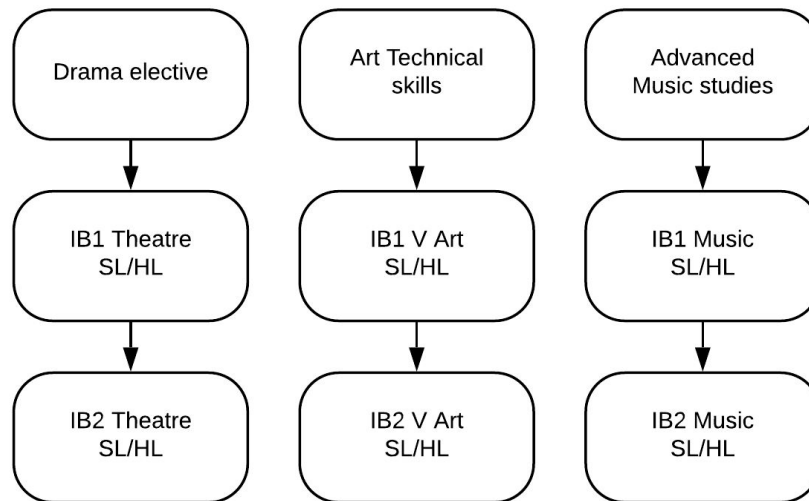 Drama elective
Art Technical
skills
Advanced
Music studies
IB1 Theatre
SL/HL
IB1 V Art
SL/HL
IB1 Music
SL/HL
IB2 Theatre
SL/HL
IB2 V Art
SL/HL
IB2 Music
SL/HL